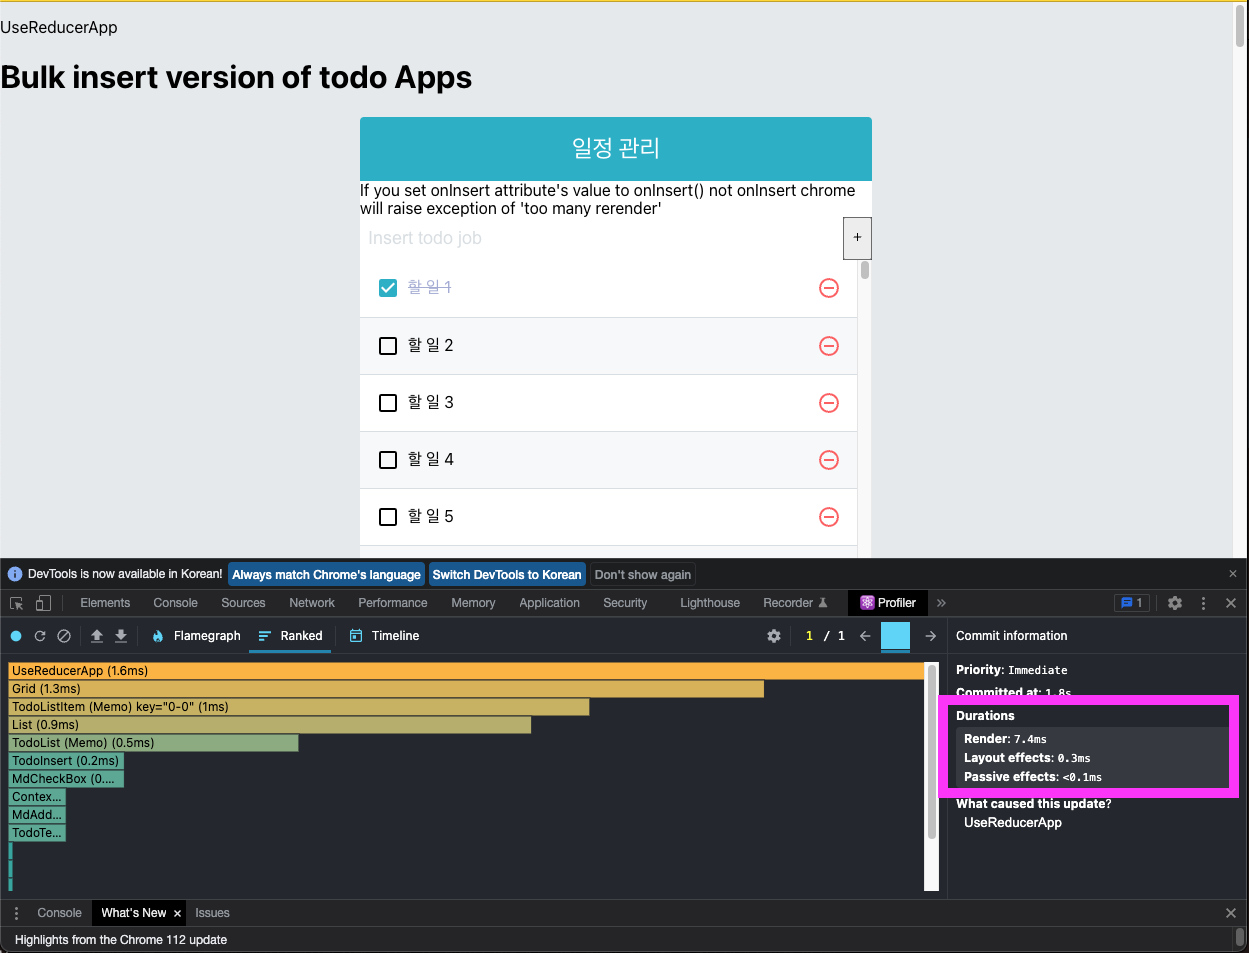 UseReducerApp
Bulk insert version of todo Apps
일정 관리
If you set onInsert attribute's value to onInsert() not onInsert chrome
will raise exception of 'too many rerender'
Insert todo job
+
할 일 1
할 일 2
할 일 3
할 일 4
할 일 5
DevTools is now available in Korean! Always match Chrome's language Switch DevTools to Korean Don't show again ×
Elements Console Sources Network Performance Memory Application Security Lighthouse Recorder Profiler » 1
Flamegraph Ranked Timeline 1 / 1 Commit information
UseReducerApp (1.6ms)
Grid (1.3ms)
TodoListItem (Memo) key="0-0" (1ms)
List (0.9ms)
TodoList (Memo) (0.5ms)
TodoInsert (0.2ms)
MdCheckBox (0....
Contex...
MdAdd...
TodoTe...
Priority: Immediate
Committed at: 1.8s
Durations
Render: 7.4ms
Layout effects: 0.3ms
Passive effects: <0.1ms
What caused this update?
UseReducerApp
Console What's New × Issues
Highlights from the Chrome 112 update